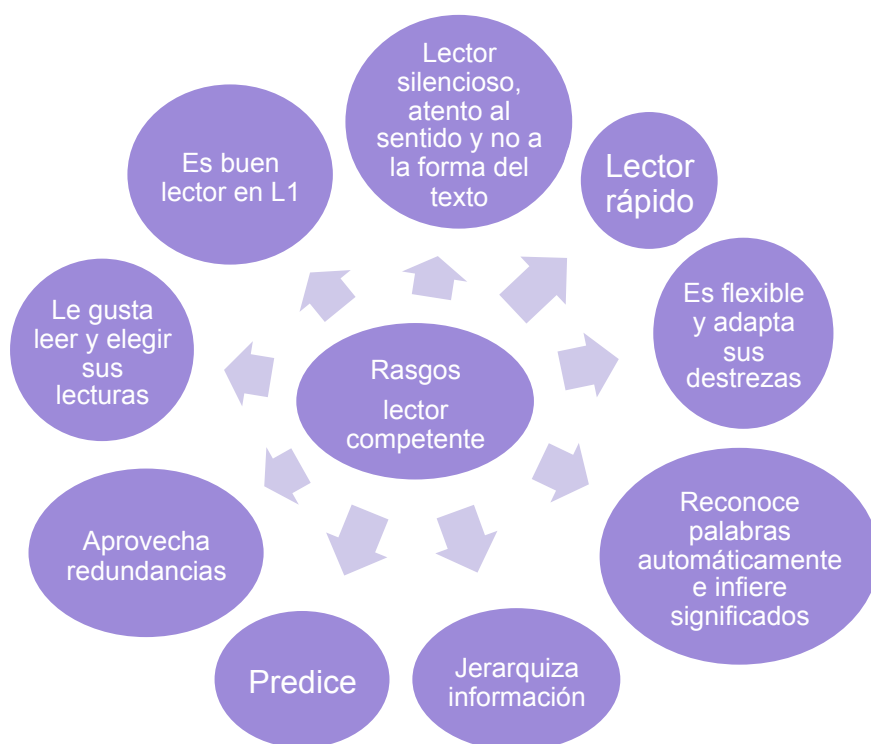 Rasgos
lector
competente
Lector
silencioso,
atento al
sentido y no a
la forma del
texto
Lector
rápido
Es flexible
y adapta
sus
destrezas
Reconoce
palabras
automáticamente
e infiere
significados
Jerarquiza
información
Predice
Aprovecha
redundancias
Le gusta
leer y elegir
sus
lecturas
Es buen
lector en L1